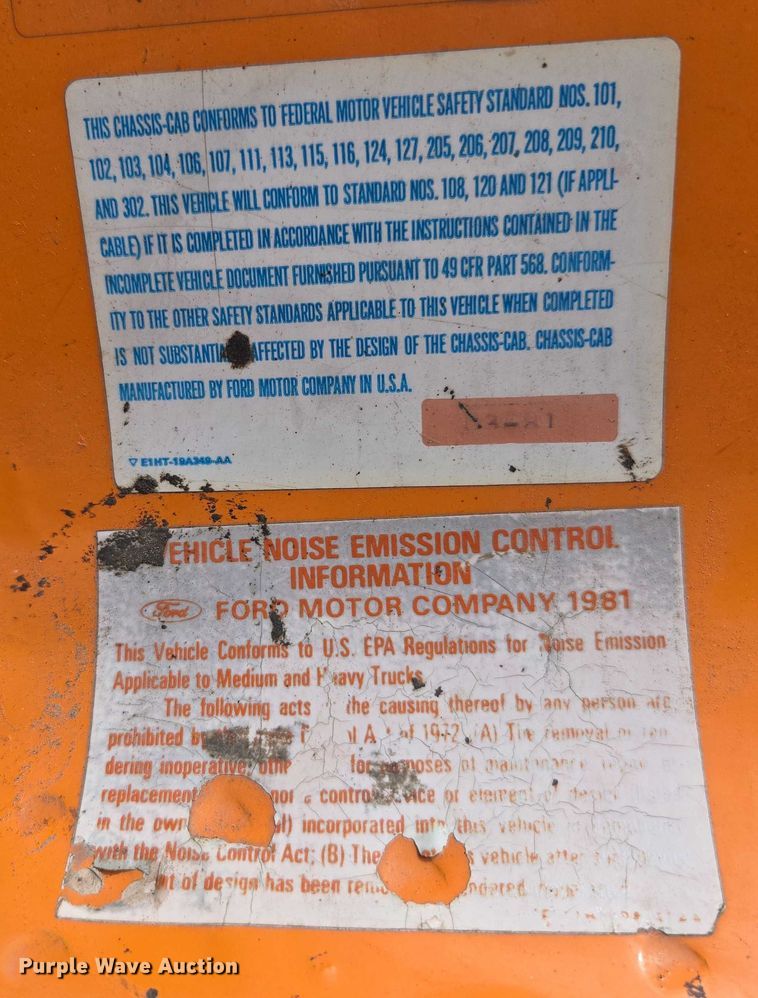 THIS CHASSIS-CAB CONFORMS TO FEDERAL MOTOR VEHICLE SAFETY STANDARD NOS. 101,
102, 103, 104, 106, 107, 111, 113, 115, 116, 124, 127, 205, 206, 207, 208, 209, 210,
AND 302. THIS VEHICLE WILL CONFORM TO STANDARD NOS. 108, 120 AND 121 (IF APPLI-
CABLE) IF IT IS COMPLETED IN ACCORDANCE WITH THE INSTRUCTIONS CONTAINED IN THE
INCOMPLETE VEHICLE DOCUMENT FURNISHED PURSUANT TO 49 CFR PART 568. CONFORM-
ITY TO THE OTHER SAFETY STANDARDS APPLICABLE TO THIS VEHICLE WHEN COMPLETED
IS NOT AFFECTED BY THE DESIGN OF THE CHASSIS-CAB. CHASSIS-CAB
MANUFACTURED BY FORD MOTOR COMPANY IN U.S.A.
E1HT-19A349-AA
VEHICLE NOISE EMISSION CONTROL
INFORMATION
Ford FORD MOTOR COMPANY 1981
This Vehicle Conforms to U.S. EPA Regulations for Noise Emission
Applicable to Medium and Heavy Trucks
The following acts the causing thereof by any person are
prohibited of 1972 (A) The removal or ren-
dering inoperative, for purposes of maintenance
replacement control device or element of design
in the incorporated into this vehicle
with the Noise Control Act; (B) The vehicle after
of design has been
Purple Wave Auction